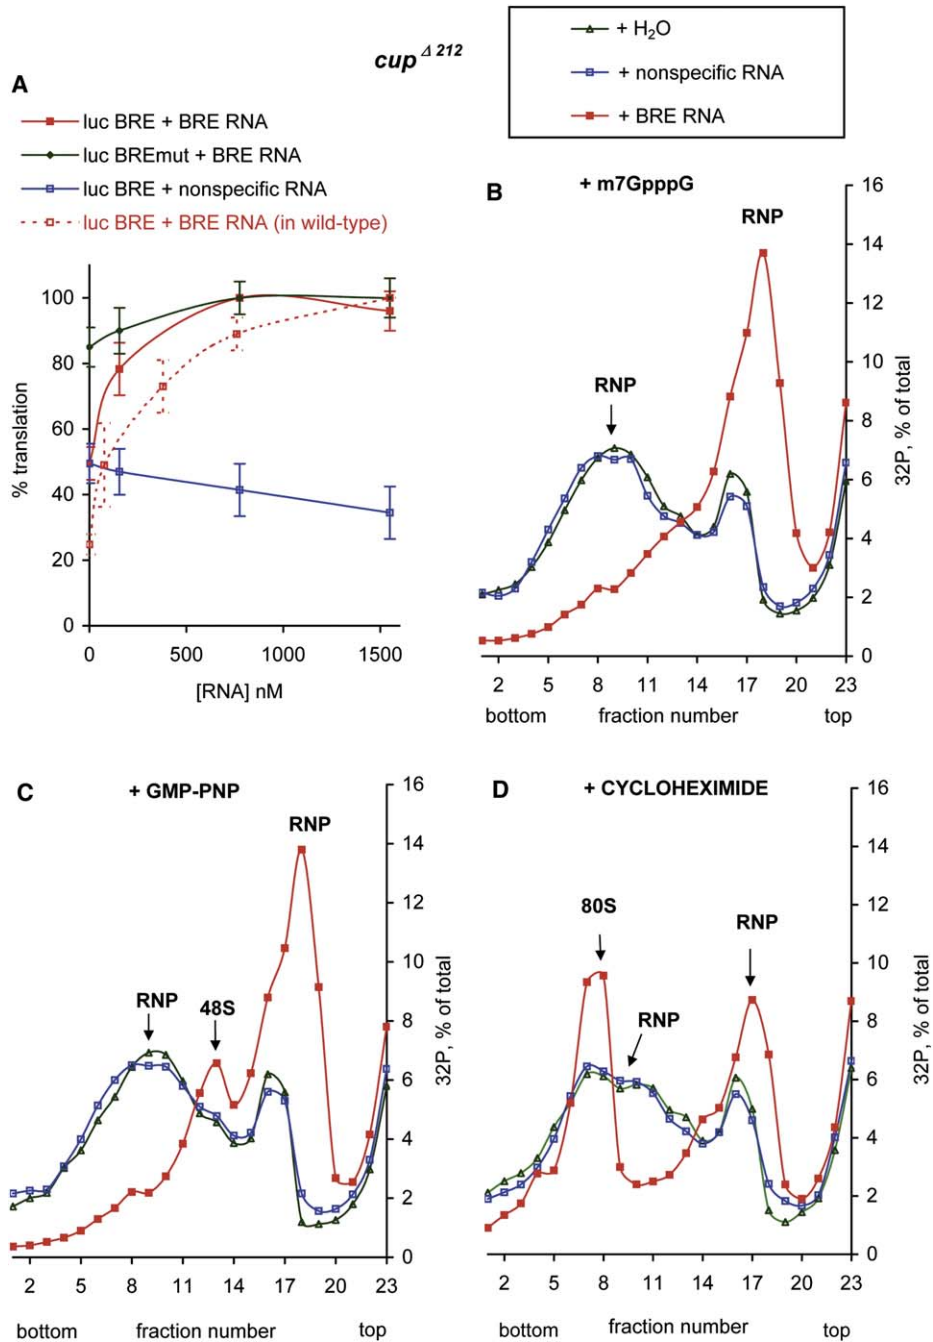 cup Δ 212
+ H2O
+ nonspecific RNA
+ BRE RNA
A
luc BRE + BRE RNA
luc BREmut + BRE RNA
luc BRE + nonspecific RNA
luc BRE + BRE RNA (in wild-type)
100
80
60
40
20
0
% translation
0 500 1000 1500
[RNA] nM
B
+ m7GpppG
RNP
RNP
16
14
12
10
8
6
4
2
0
32P, % of total
2 5 8 11 14 17 20 23
bottom fraction number top
C
+ GMP-PNP
RNP
RNP
48S
16
14
12
10
8
6
4
2
0
32P, % of total
2 5 8 11 14 17 20 23
bottom fraction number top
D
+ CYCLOHEXIMIDE
80S
RNP
RNP
16
14
12
10
8
6
4
2
0
32P, % of total
2 5 8 11 14 17 20 23
bottom fraction number top